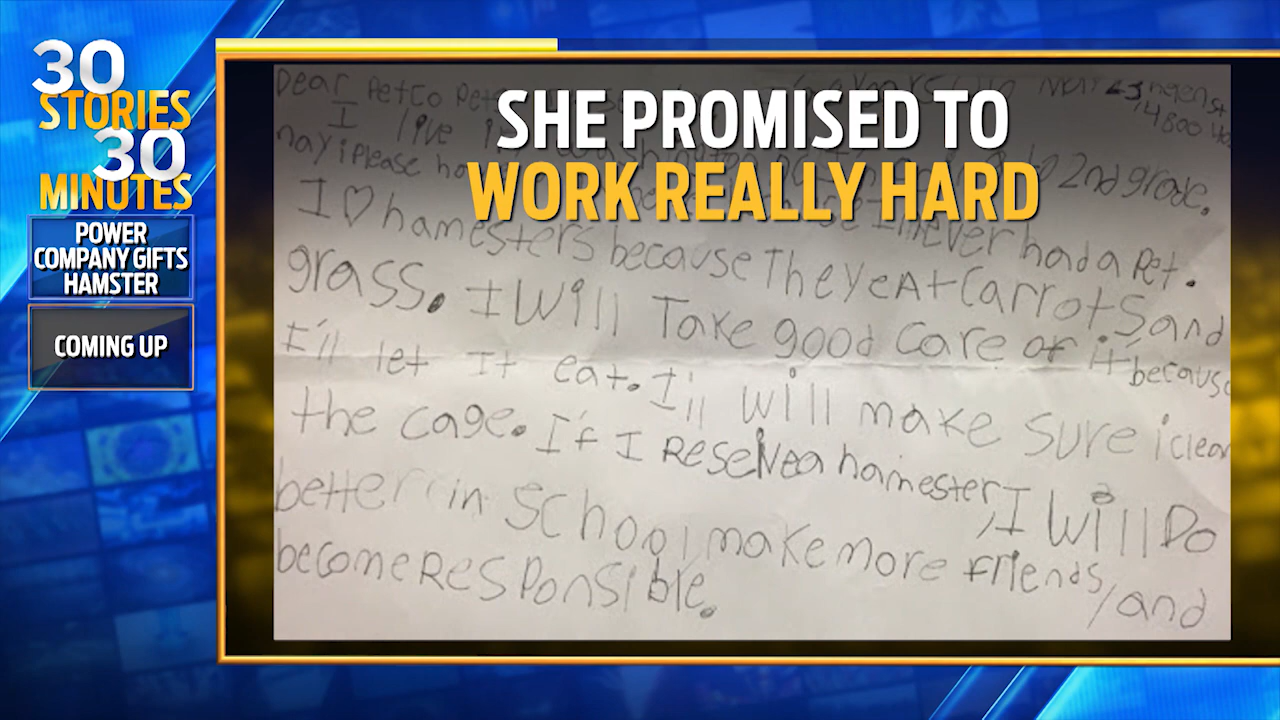 30
STORIES
30
MINUTES
POWER
COMPANY GIFTS
HAMSTER
COMING UP
SHE PROMISED TO
WORK REALLY HARD
Dear Petco
I live
may i please 2nd grade.
I ♡ hamesters because I never had a Pet.
because They eAt Carrots and
grass. I Will Take good Care of it because
I'll let It eat. I'll will make sure i clean
the cage. If I Reseived a hamester, I Will Do
better in School, make more friends, and
become Responsible.